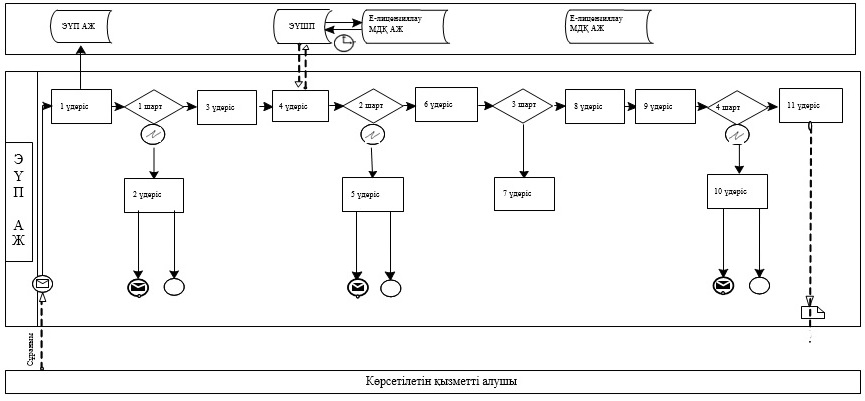 ЭҮП АЖ
ЭҮШП
Е-лицензиллау
МДҚ АЖ
Е-лицензиллау
МДҚ АЖ
1 үдеріс
1 шарт
3 үдеріс
4 үдеріс
2 шарт
6 үдеріс
3 шарт
8 үдеріс
9 үдеріс
4 шарт
11 үдеріс
Э
Ү
П
А
Ж
2 үдеріс
5 үдеріс
7 үдеріс
10 үдеріс
Сұраным
Көрсетілетін қызметті алушы